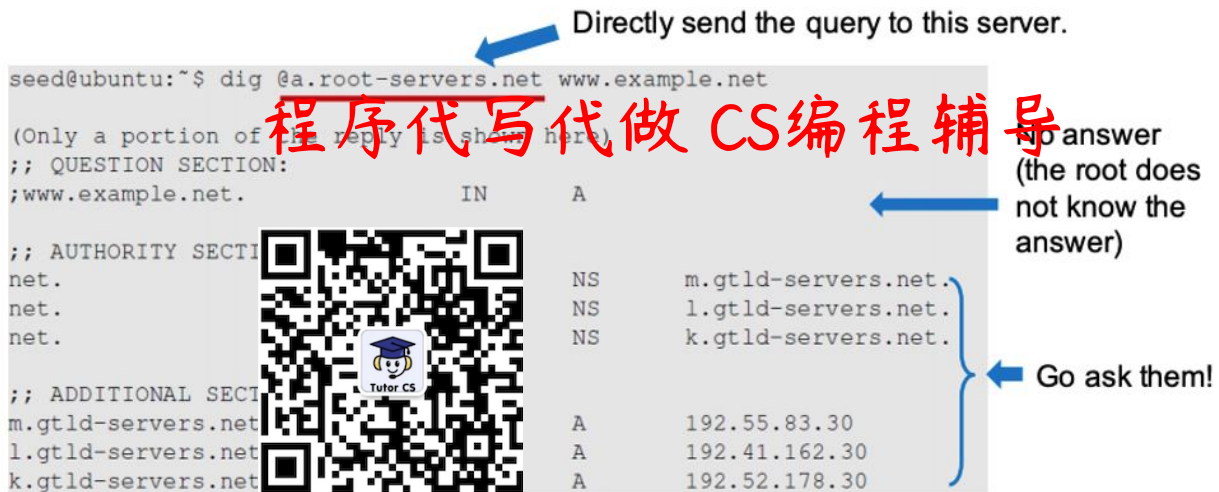 Directly send the query to this server.
seed@ubuntu:~$ dig @a.root-servers.net www.example.net
程序代写代做 CS编程辅导
(Only a portion of the reply is shown here)
;; QUESTION SECTION:
;www.example.net. IN A
No answer
(the root does
not know the
answer)
;; AUTHORITY SECTI
net. NS m.gtld-servers.net.
net. NS l.gtld-servers.net.
net. NS k.gtld-servers.net.
Tutor CS
Go ask them!
;; ADDITIONAL SECT
m.gtld-servers.net A 192.55.83.30
l.gtld-servers.net A 192.41.162.30
k.gtld-servers.net A 192.52.178.30